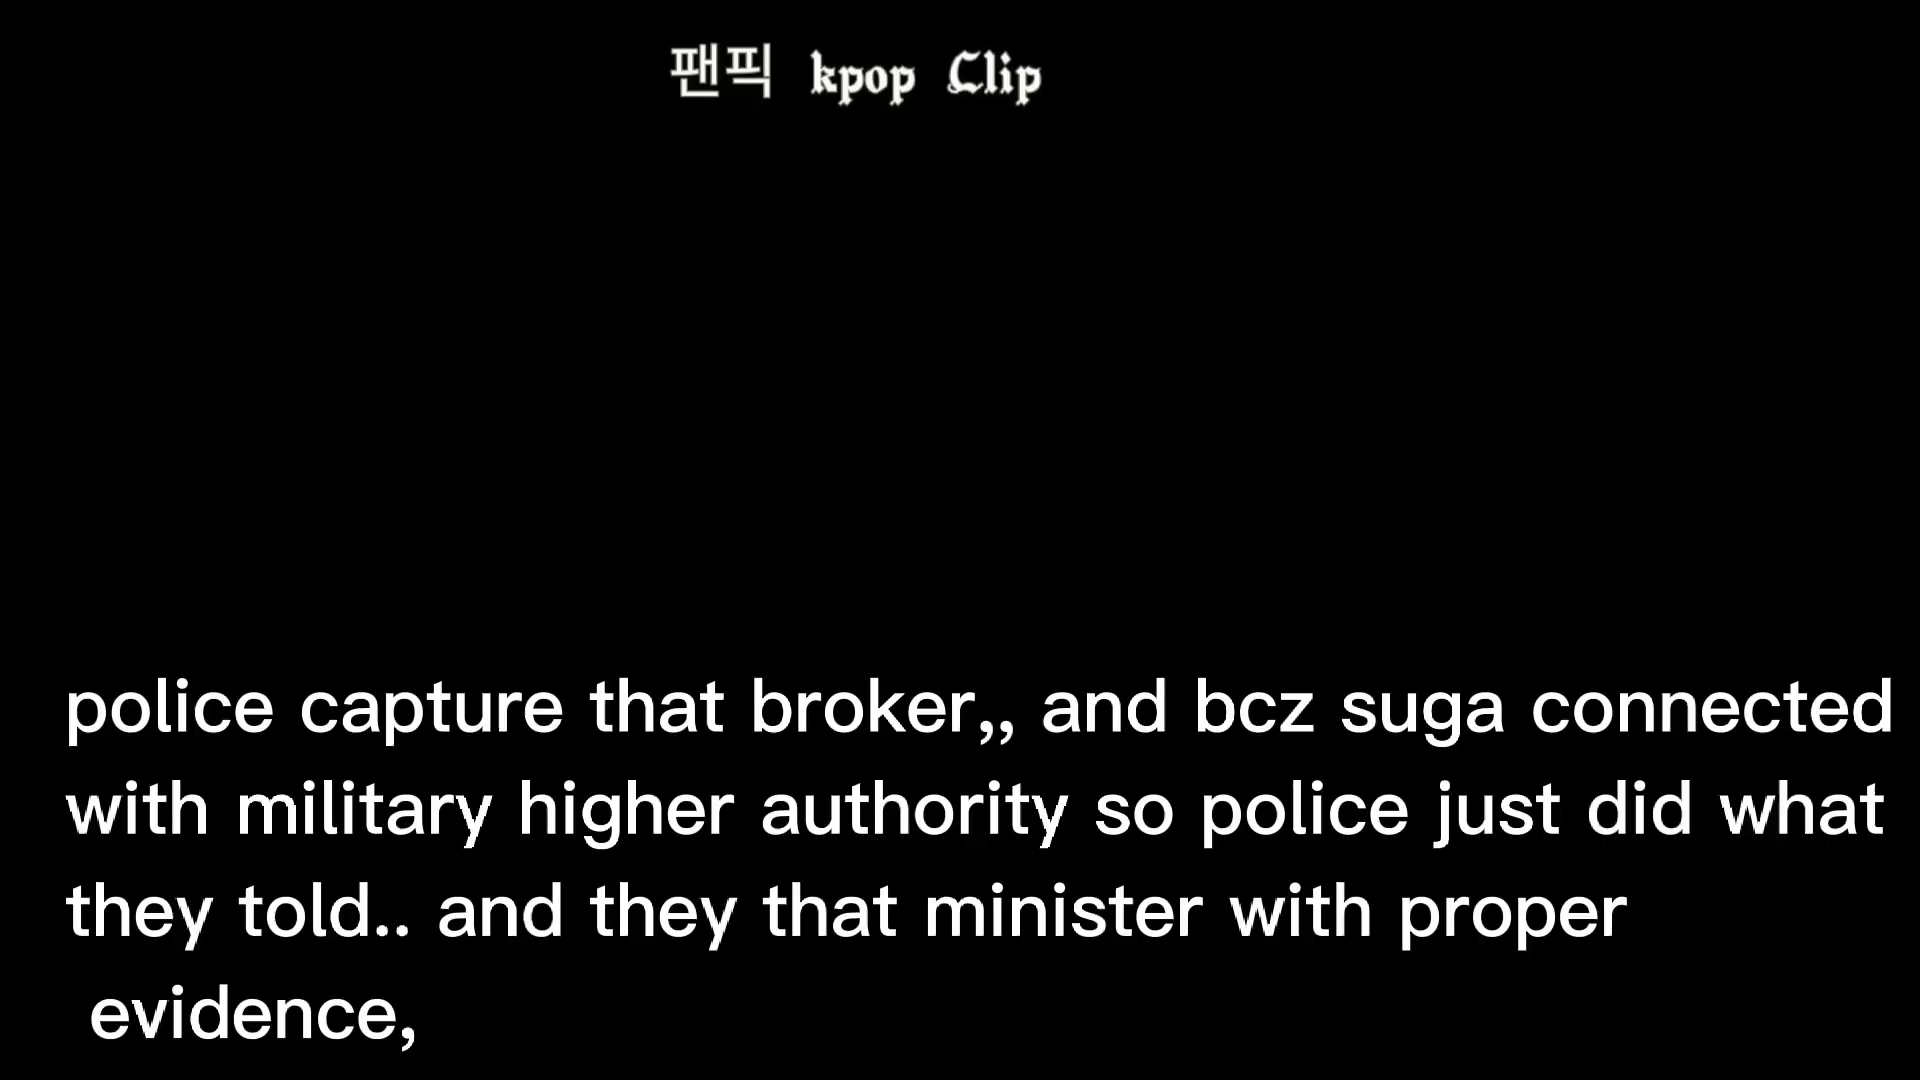 팬픽 kpop Clip
police capture that broker,, and bcz suga connected
with military higher authority so police just did what
they told.. and they that minister with proper
evidence,